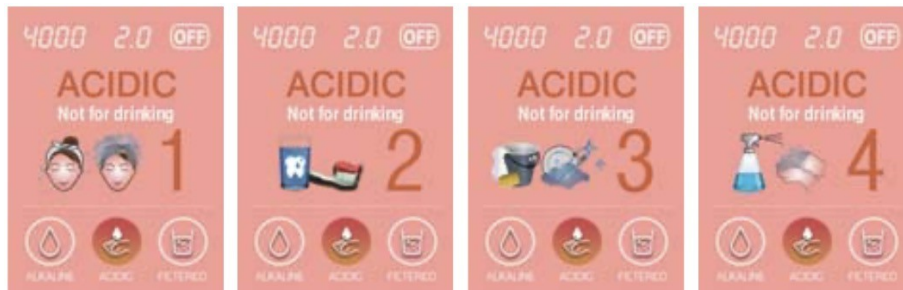 4000 2.0 OFF
ACIDIC
Not for drinking
1
ALKALINE ACIDIC FILTERED
4000 2.0 OFF
ACIDIC
Not for drinking
2
ALKALINE ACIDIC FILTERED
4000 2.0 OFF
ACIDIC
Not for drinking
3
ALKALINE ACIDIC FILTERED
4000 2.0 OFF
ACIDIC
Not for drinking
4
ALKALINE ACIDIC FILTERED